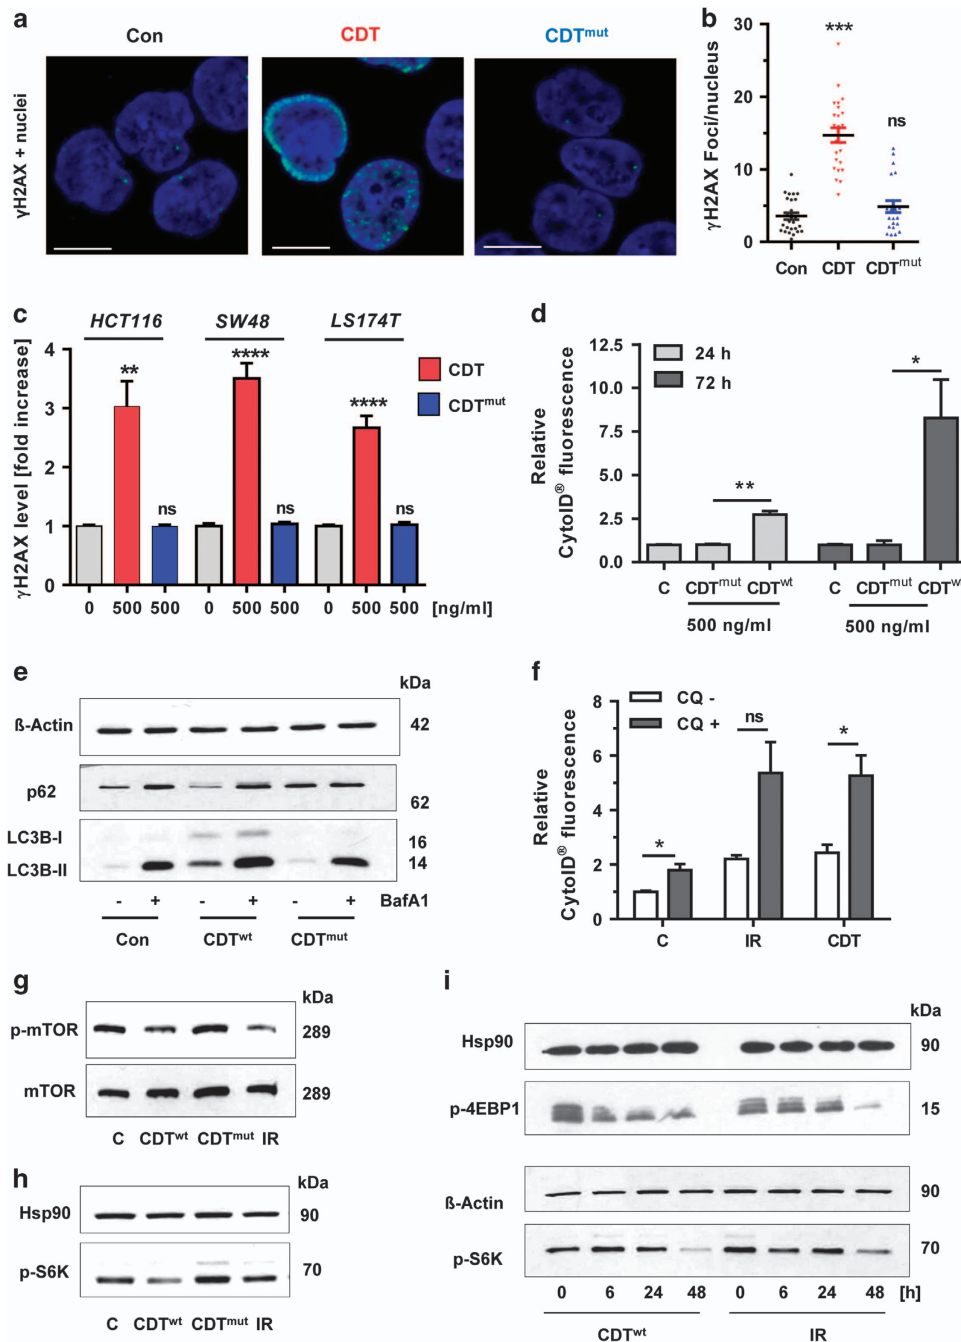 a
Con
CDT
CDTmut
γH2AX + nuclei
b
γH2AX Foci/nucleus
30
20
10
0
***
ns
Con CDT CDTmut
c
HCT116 SW48 LS174T
γH2AX level [fold increase]
4
3
2
1
0
** **** ****
ns ns ns
CDT
CDTmut
0 500 500 0 500 500 0 500 500 [ng/ml]
d
Relative
CytoID® fluorescence
12.5
10.0
7.5
5.0
2.5
0.0
24 h
72 h
**
*
C CDTmut CDTwt C CDTmut CDTw
500 ng/ml 500 ng/ml
e
kDa
ß-Actin 42
p62 62
LC3B-I 16
LC3B-II 14
- + - + - + BafA1
Con CDTwt CDTmut
f
Relative
CytoID® fluorescence
8
6
4
2
0
CQ -
CQ +
* ns *
C IR CDT
g
kDa
p-mTOR 289
mTOR 289
C CDTwt CDTmut IR
h
kDa
Hsp90 90
p-S6K 70
C CDTwt CDTmut IR
i
kDa
Hsp90 90
p-4EBP1 15
ß-Actin 90
p-S6K 70
0 6 24 48 0 6 24 48 [h]
CDTwt IR